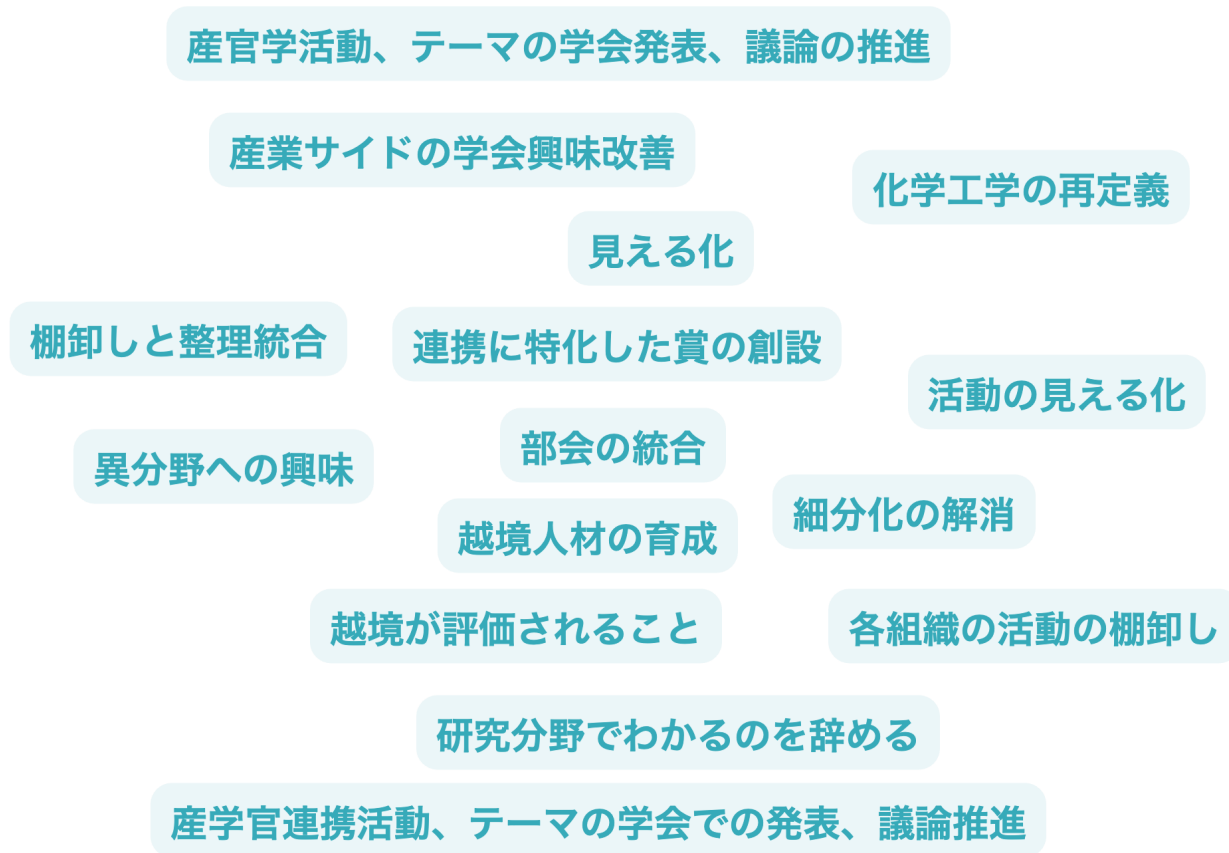 産官学活動、テーマの学会発表、議論の推進
産業サイドの学会興味改善
化学工学の再定義
見える化
棚卸しと整理統合
連携に特化した賞の創設
活動の見える化
部会の統合
異分野への興味
細分化の解消
越境人材の育成
越境が評価されること
各組織の活動の棚卸し
研究分野でわかるのを辞める
産学官連携活動、テーマの学会での発表、議論推進